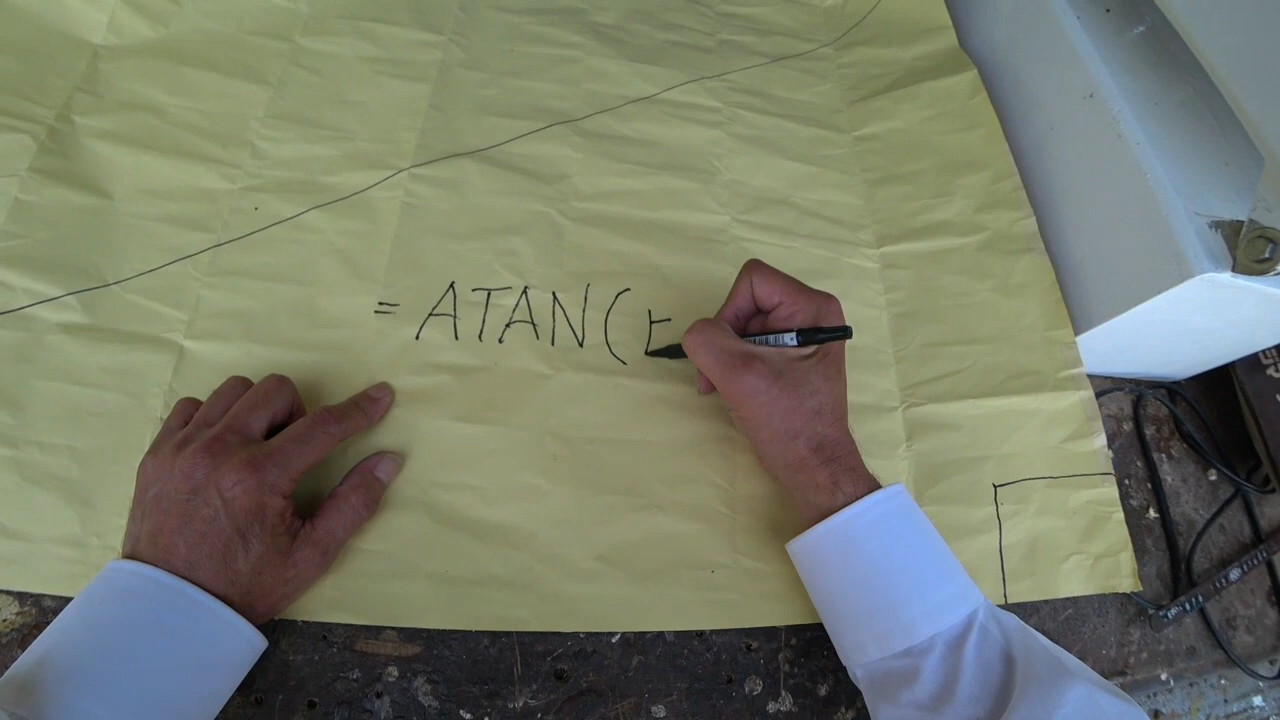 = ATAN(